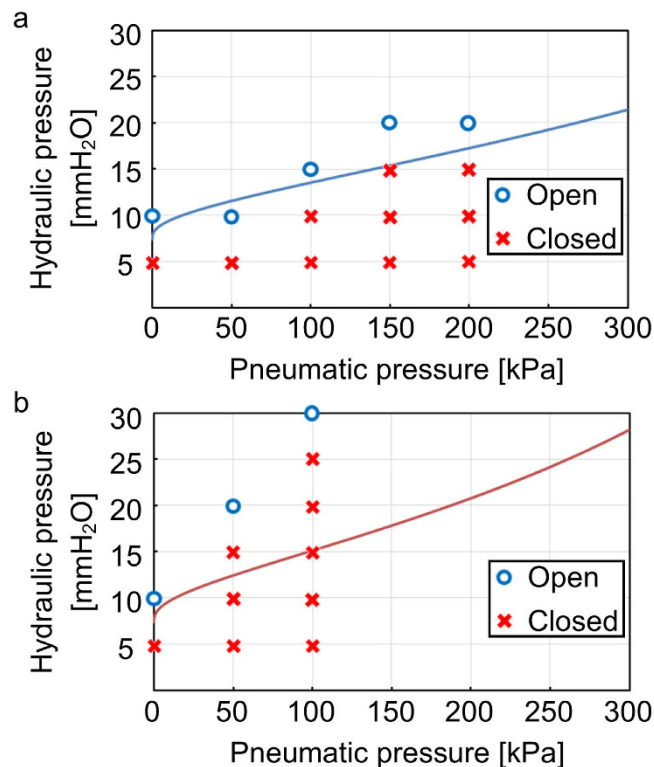 a
Hydraulic pressure
[mmH₂O]
30
25
20
15
10
5
Open
Closed
0 50 100 150 200 250 300
Pneumatic pressure [kPa]
b
Hydraulic pressure
[mmH₂O]
30
25
20
15
10
5
Open
Closed
0 50 100 150 200 250 300
Pneumatic pressure [kPa]